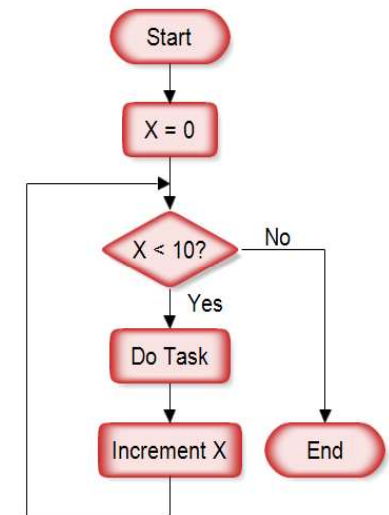 Start
X = 0
X < 10?
No
Yes
Do Task
Increment X
End